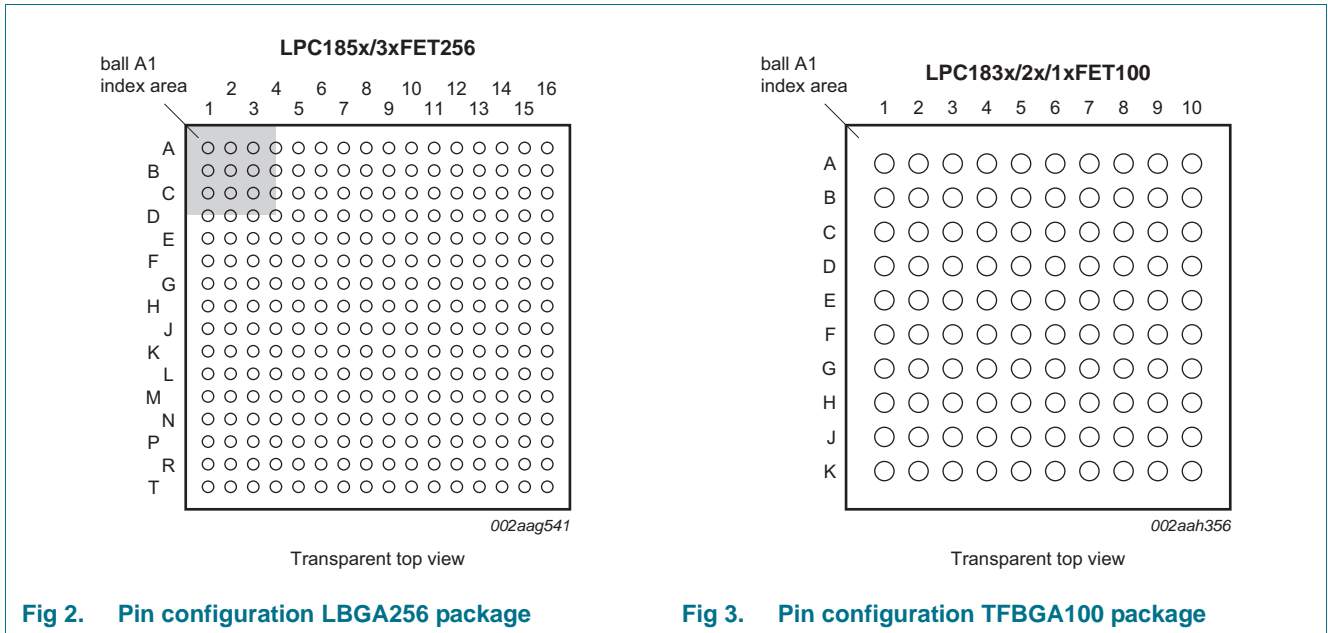 LPC185x/3xFET256
ball A1
index area
2 4 6 8 10 12 14 16
1 3 5 7 9 11 13 15
A
B
C
D
E
F
G
H
J
K
L
M
N
P
R
T
002aag541
Transparent top view
Fig 2. Pin configuration LBGA256 package
LPC183x/2x/1xFET100
ball A1
index area
1 2 3 4 5 6 7 8 9 10
A
B
C
D
E
F
G
H
J
K
002aah356
Transparent top view
Fig 3. Pin configuration TFBGA100 package